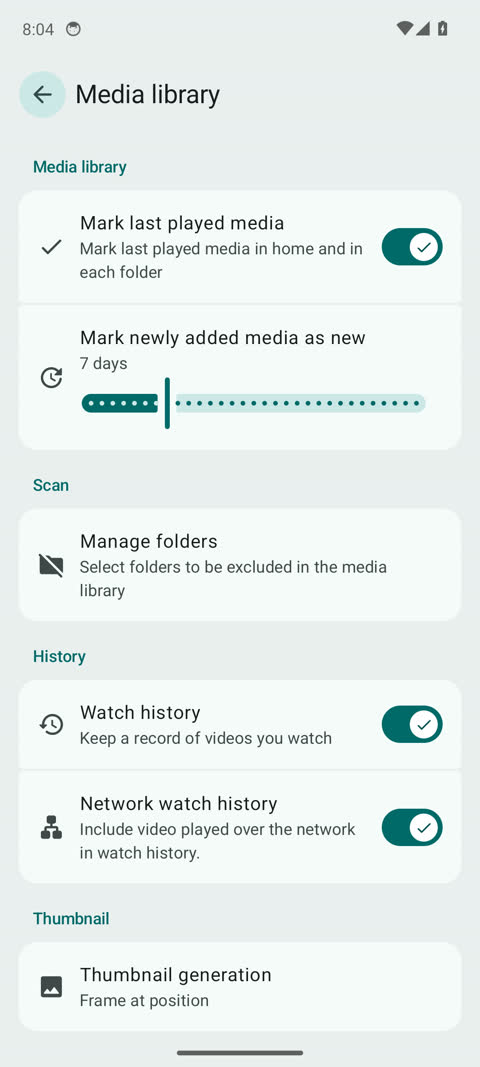 8:04
Media library
Media library
Mark last played media
Mark last played media in home and in
each folder
Mark newly added media as new
7 days
Scan
Manage folders
Select folders to be excluded in the media
library
History
Watch history
Keep a record of videos you watch
Network watch history
Include video played over the network
in watch history.
Thumbnail
Thumbnail generation
Frame at position